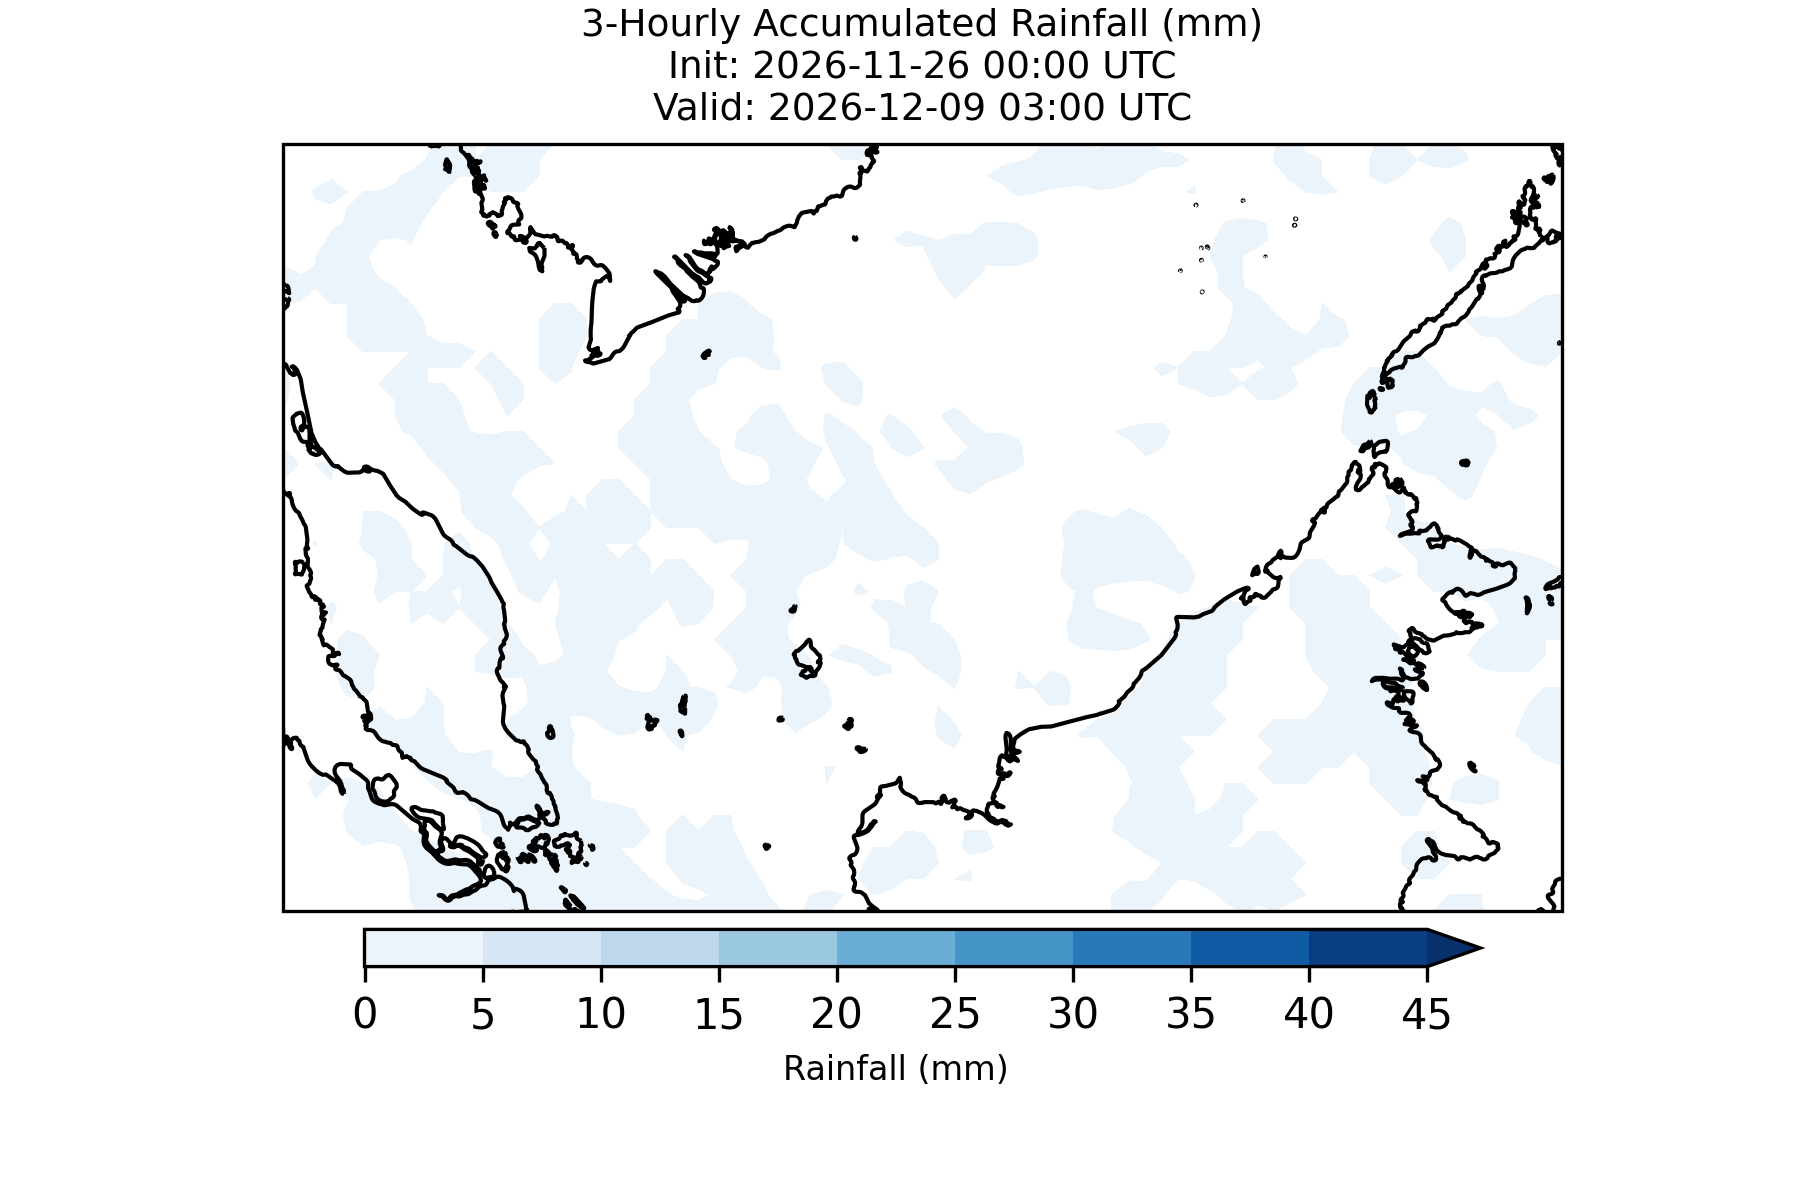 3-Hourly Accumulated Rainfall (mm)
Init: 2026-11-26 00:00 UTC
Valid: 2026-12-09 03:00 UTC
0 5 10 15 20 25 30 35 40 45
Rainfall (mm)